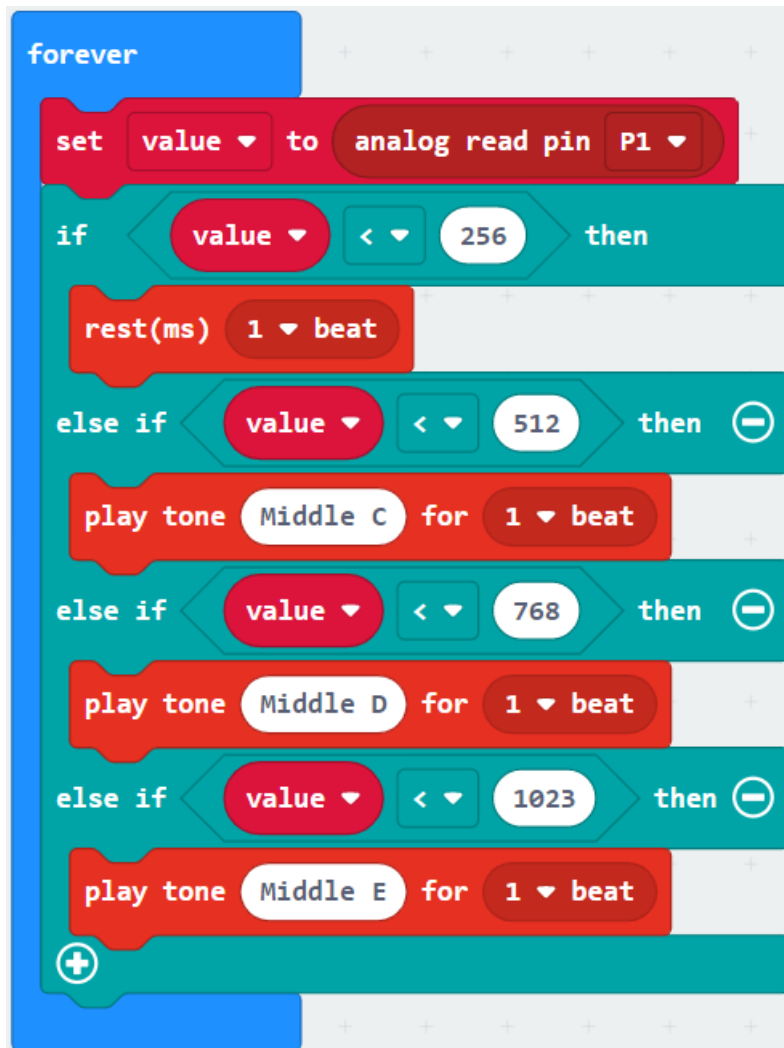 forever
set value to analog read pin P1
if value < 256 then
rest(ms) 1 beat
else if value < 512 then
play tone Middle C for 1 beat
else if value < 768 then
play tone Middle D for 1 beat
else if value < 1023 then
play tone Middle E for 1 beat